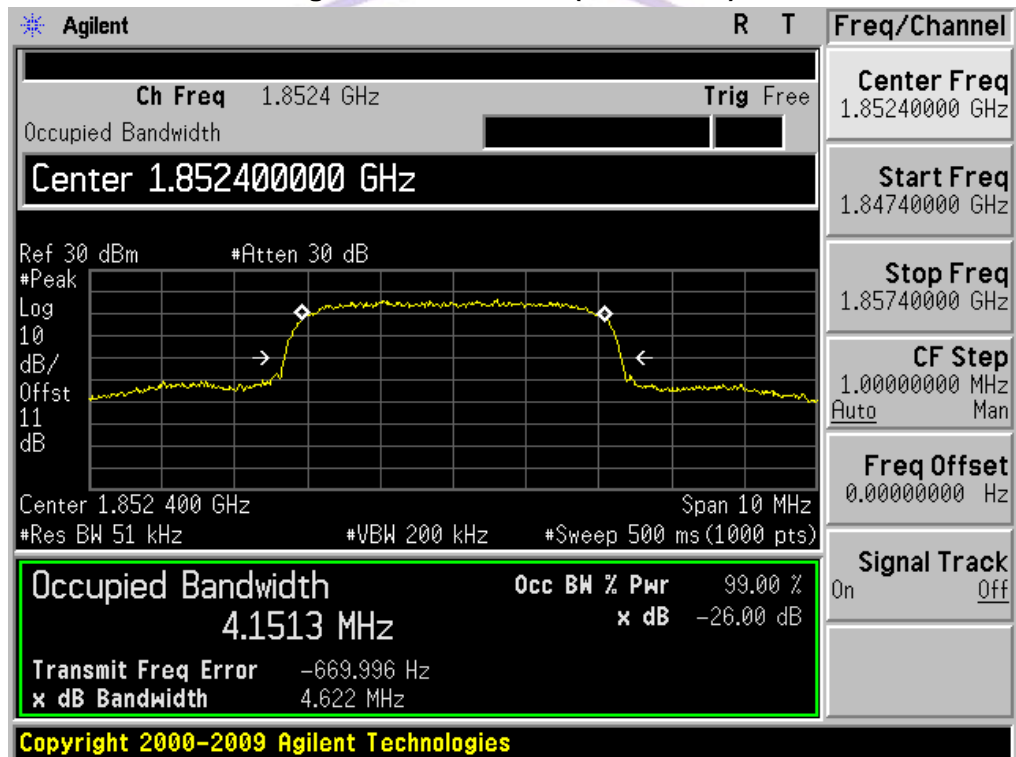 Agilent R T
Freq/Channel
Ch Freq 1.8524 GHz Trig Free
Occupied Bandwidth
Center 1.852400000 GHz
Ref 30 dBm #Atten 30 dB
#Peak
Log
10
dB/
Offst
11
dB
Center 1.852 400 GHz Span 10 MHz
#Res BW 51 kHz #VBW 200 kHz #Sweep 500 ms (1000 pts)
Occupied Bandwidth Occ BW % Pwr 99.00 %
4.1513 MHz x dB -26.00 dB
Transmit Freq Error -669.996 Hz
x dB Bandwidth 4.622 MHz
Copyright 2000-2009 Agilent Technologies
Center Freq
1.85240000 GHz
Start Freq
1.84740000 GHz
Stop Freq
1.85740000 GHz
CF Step
1.00000000 MHz
Auto Man
Freq Offset
0.00000000 Hz
Signal Track
On Off